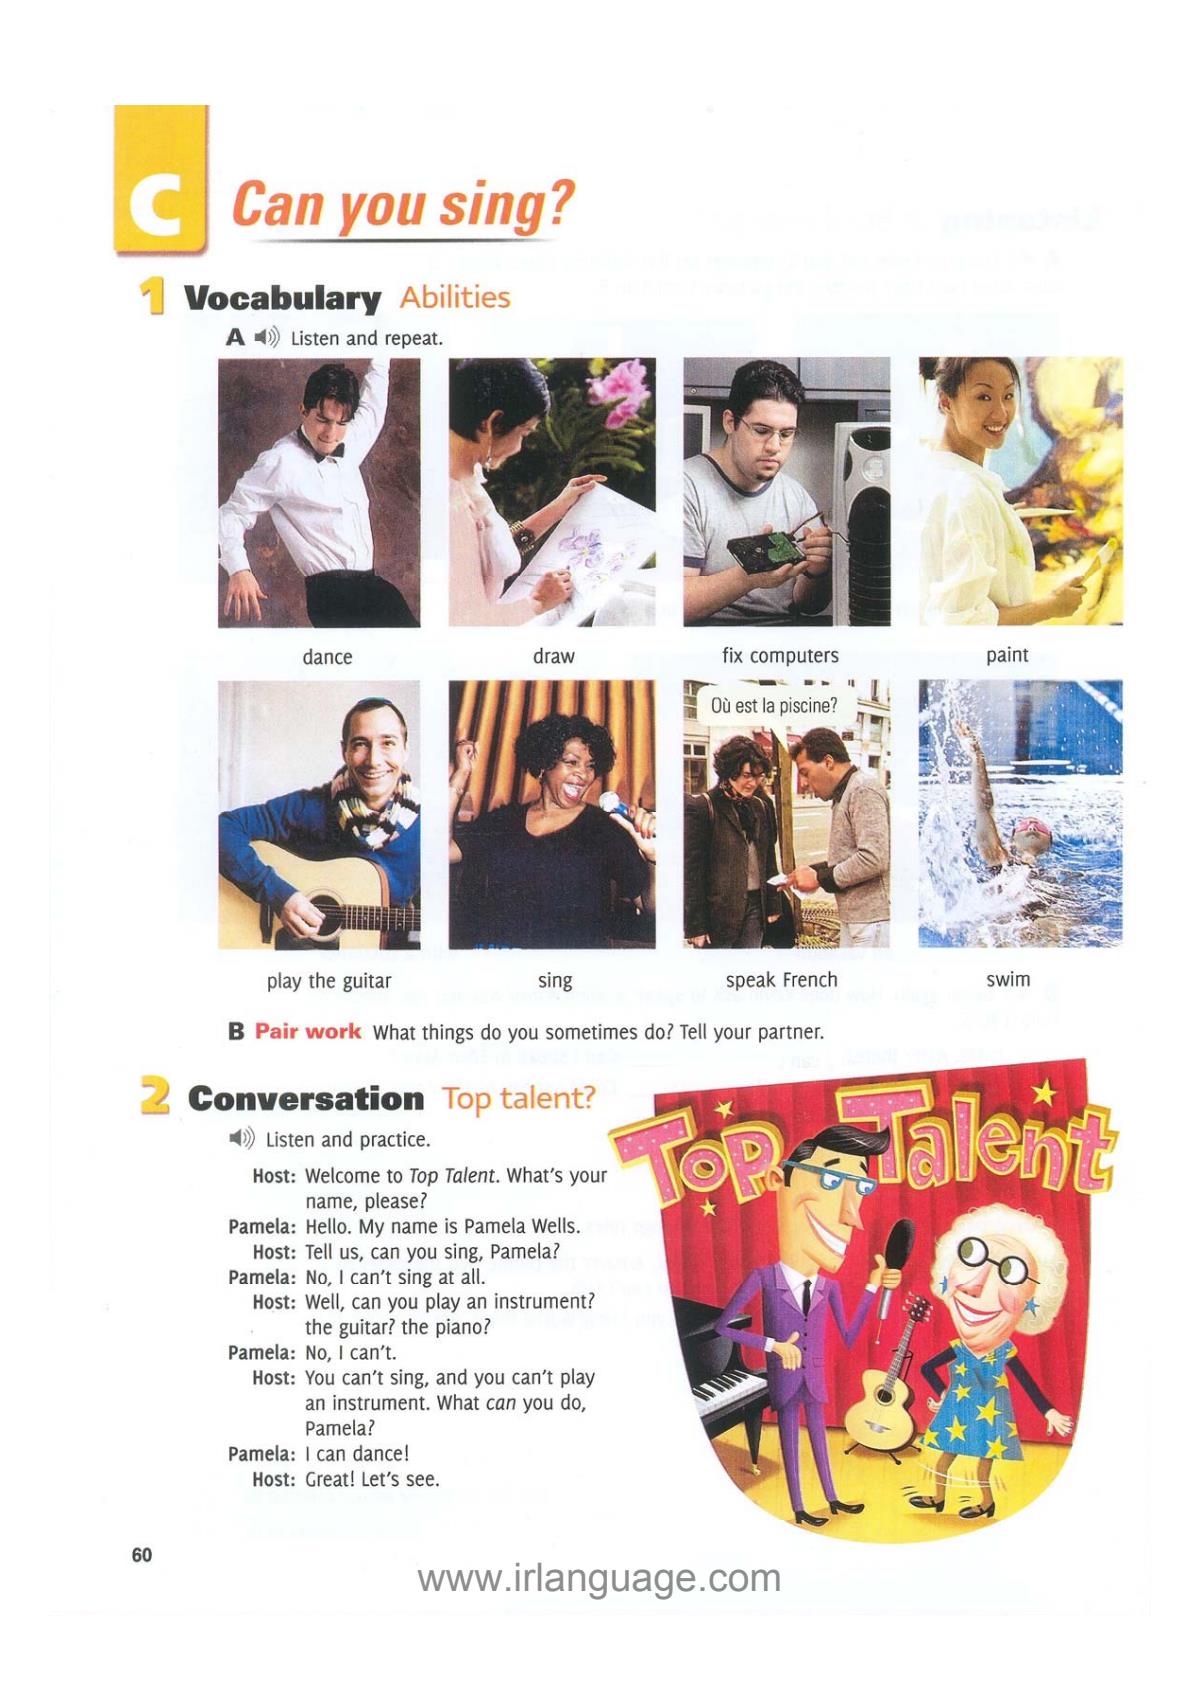 C
Can you sing?
1 Vocabulary Abilities
A Listen and repeat.
dance
draw
fix computers
paint
Où est la piscine?
play the guitar
sing
speak French
swim
B Pair work What things do you sometimes do? Tell your partner.
2 Conversation Top talent?
Listen and practice.
Host: Welcome to Top Talent. What's your
name, please?
Pamela: Hello. My name is Pamela Wells.
Host: Tell us, can you sing, Pamela?
Pamela: No, I can't sing at all.
Host: Well, can you play an instrument?
the guitar? the piano?
Pamela: No, I can't.
Host: You can't sing, and you can't play
an instrument. What can you do,
Pamela?
Pamela: I can dance!
Host: Great! Let's see.
Top Talent
60
www.irlanguage.com